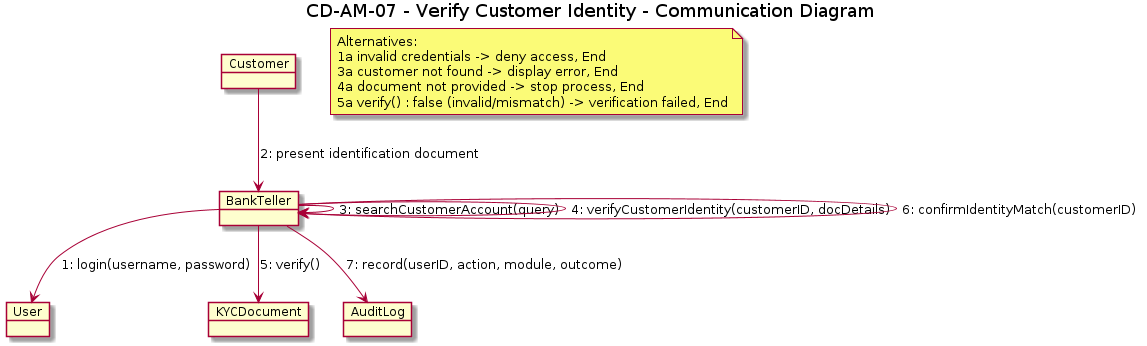 CD-AM-07 - Verify Customer Identity - Communication Diagram
Alternatives:
1a invalid credentials -> deny access, End
3a customer not found -> display error, End
4a document not provided -> stop process, End
5a verify() : false (invalid/mismatch) -> verification failed, End
Customer
2: present identification document
BankTeller
3: searchCustomerAccount(query)
4: verifyCustomerIdentity(customerID, docDetails)
6: confirmIdentityMatch(customerID)
1: login(username, password)
5: verify()
7: record(userID, action, module, outcome)
User
KYCDocument
AuditLog